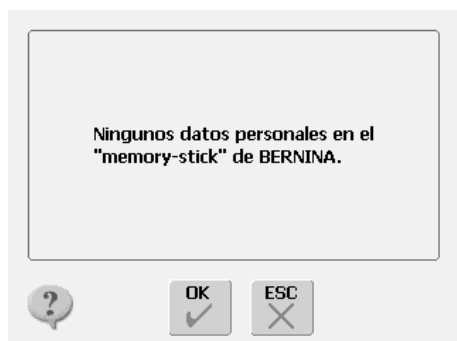 Ningunos datos personales en el
"memory-stick" de BERNINA.
?
OK
ESC